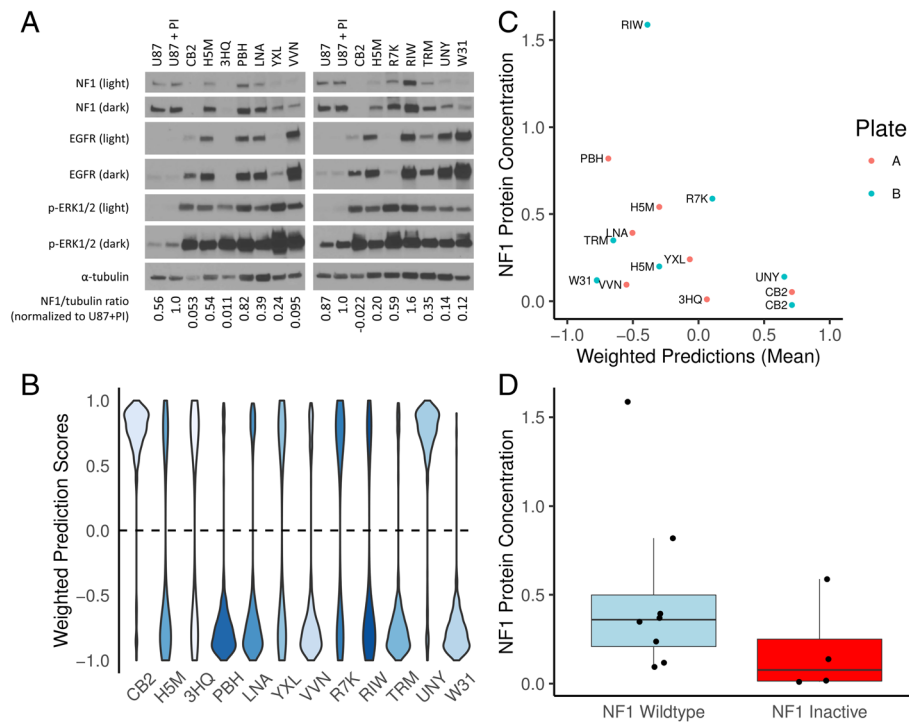 A
U87 U87 + PI CB2 H5M 3HQ PBH LNA YXL VVN
U87 U87 + PI CB2 H5M R7K RIW TRM UNY W31
NF1 (light)
NF1 (dark)
EGFR (light)
EGFR (dark)
p-ERK1/2 (light)
p-ERK1/2 (dark)
α-tubulin
NF1/tubulin ratio
(normalized to U87+PI)
0.56 1.0 0.053 0.54 0.011 0.82 0.39 0.24 0.095
0.87 1.0 -0.022 0.20 0.59 1.6 0.35 0.14 0.12
B
Weighted Prediction Scores
1.0
0.5
0.0
−0.5
−1.0
CB2 H5M 3HQ PBH LNA YXL VVN R7K RIW TRM UNY W31
C
NF1 Protein Concentration
1.5
1.0
0.5
0.0
RIW
PBH
R7K
H5M
LNA
TRM
YXL
H5M
UNY
W31
VVN
CB2
3HQ
CB2
−1.0 −0.5 0.0 0.5 1.0
Weighted Predictions (Mean)
Plate
A
B
D
NF1 Protein Concentration
1.5
1.0
0.5
0.0
NF1 Wildtype NF1 Inactive